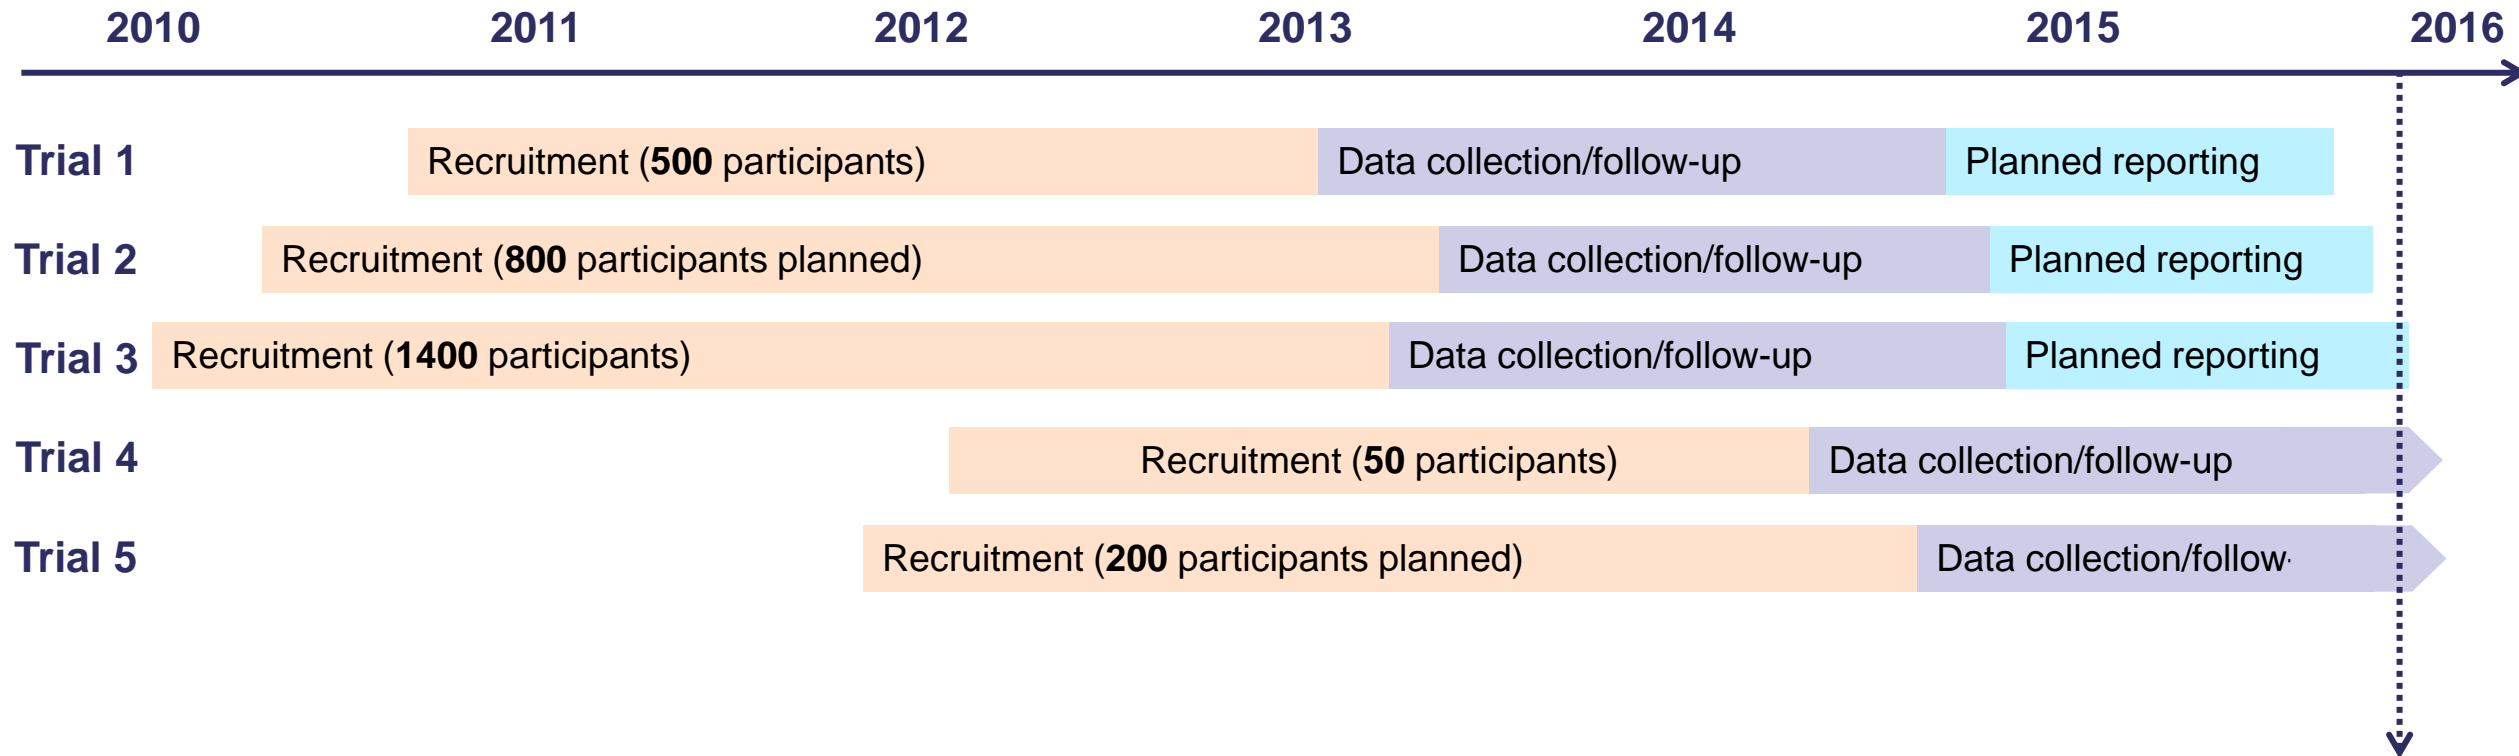 2010 2011 2012 2013 2014 2015 2016
Trial 1 Recruitment (500 participants) Data collection/follow-up Planned reporting
Trial 2 Recruitment (800 participants planned) Data collection/follow-up Planned reporting
Trial 3 Recruitment (1400 participants) Data collection/follow-up Planned reporting
Trial 4 Recruitment (50 participants) Data collection/follow-up
Trial 5 Recruitment (200 participants planned) Data collection/follow-